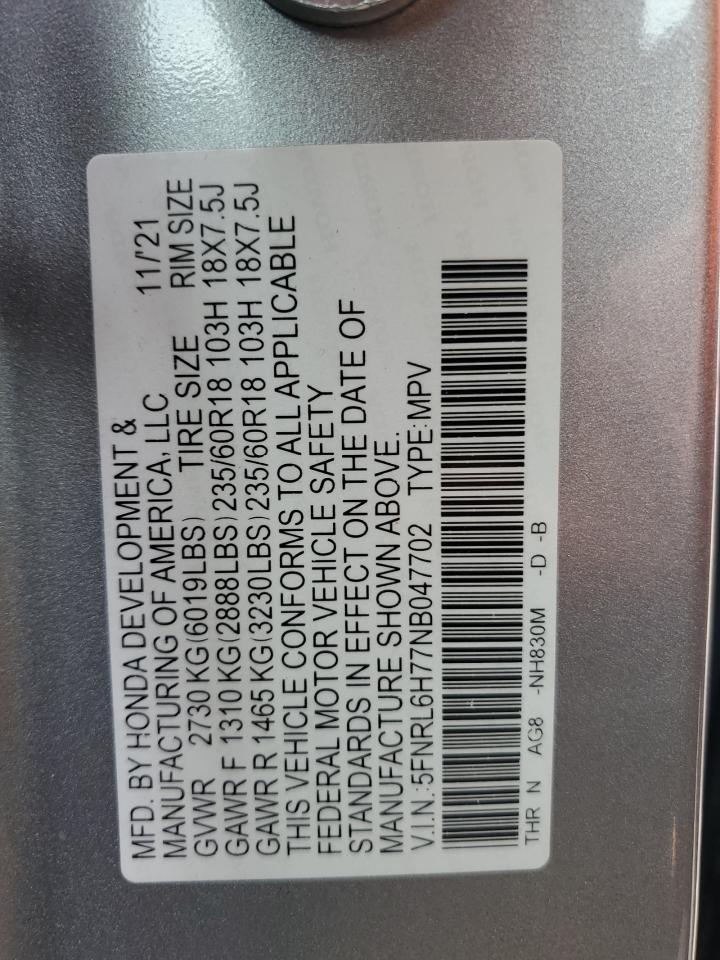 MFD. BY HONDA DEVELOPMENT &
MANUFACTURING OF AMERICA, LLC 11/'21
GVWR 2730 KG(6019LBS) TIRE SIZE RIM SIZE
GAWR F 1310 KG(2888LBS)235/60R18 103H 18X7.5J
GAWR R 1465 KG(3230LBS)235/60R18 103H 18X7.5J
THIS VEHICLE CONFORMS TO ALL APPLICABLE
FEDERAL MOTOR VEHICLE SAFETY
STANDARDS IN EFFECT ON THE DATE OF
MANUFACTURE SHOWN ABOVE.
V.I.N.:5FNRL6H77NB047702 TYPE:MPV
THR N AG8 -NH830M -D -B